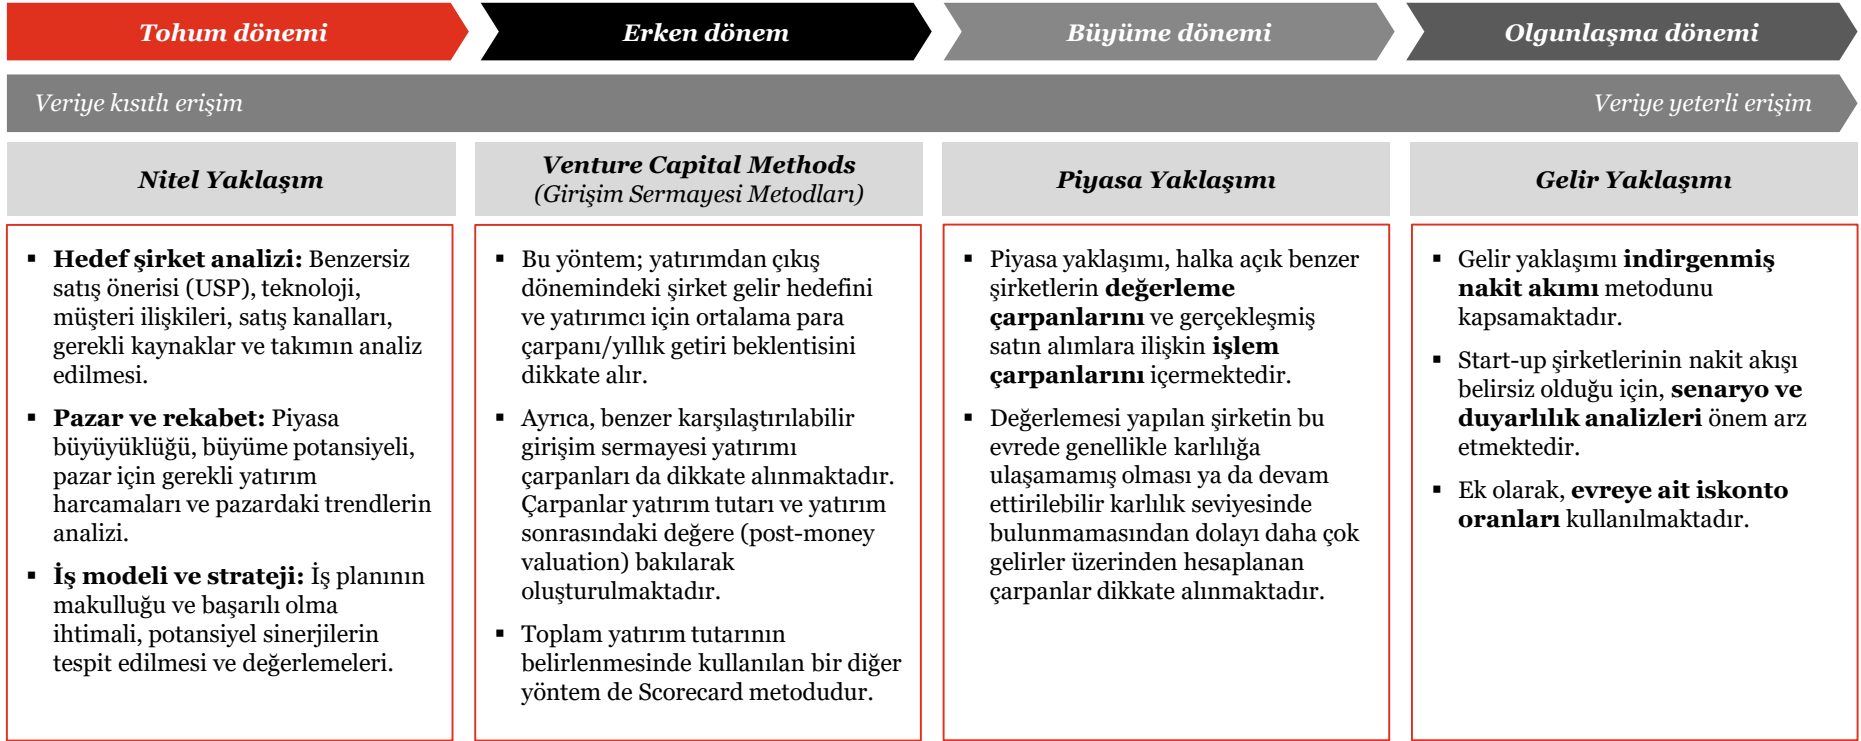 Tohum dönemi
Erken dönem
Büyüme dönemi
Olgunlaşma dönemi
Veriye kısıtlı erişim
Veriye yeterli erişim
Nitel Yaklaşım
Venture Capital Methods
(Girişim Sermayesi Metodları)
Piyasa Yaklaşımı
Gelir Yaklaşımı
▪ Hedef şirket analizi: Benzersiz
satış önerisi (USP), teknoloji,
müşteri ilişkileri, satış kanalları,
gerekli kaynaklar ve takımın analiz
edilmesi.
▪ Pazar ve rekabet: Piyasa
büyüyüklüğü, büyüme potansiyeli,
pazar için gerekli yatırım
harcamaları ve pazardaki trendlerin
analizi.
▪ İş modeli ve strateji: İş planının
makulluğu ve başarılı olma
ihtimali, potansiyel sinerjilerin
tespit edilmesi ve değerlemeleri.
▪ Bu yöntem; yatırımdan çıkış
dönemindeki şirket gelir hedefini
ve yatırımcı için ortalama para
çarpanı/yıllık getiri beklentisini
dikkate alır.
▪ Ayrıca, benzer karşılaştırılabilir
girişim sermayesi yatırımı
çarpanları da dikkate alınmaktadır.
Çarpanlar yatırım tutarı ve yatırım
sonrasındaki değere (post-money
valuation) bakılarak
oluşturulmaktadır.
▪ Toplam yatırım tutarının
belirlenmesinde kullanılan bir diğer
yöntem de Scorecard metodudur.
▪ Piyasa yaklaşımı, halka açık benzer
şirketlerin değerleme
çarpanlarını ve gerçekleşmiş
satın alımlara ilişkin işlem
çarpanlarını içermektedir.
▪ Değerlemesi yapılan şirketin bu
evrede genellikle karlılığa
ulaşamamış olması ya da devam
ettirilebilir karlılık seviyesinde
bulunmamasından dolayı daha çok
gelirler üzerinden hesaplanan
çarpanlar dikkate alınmaktadır.
▪ Gelir yaklaşımı indirgenmiş
nakit akımı metodunu
kapsamaktadır.
▪ Start-up şirketlerinin nakit akışı
belirsiz olduğu için, senaryo ve
duyarlılık analizleri önem arz
etmektedir.
▪ Ek olarak, evreye ait iskonto
oranları kullanılmaktadır.